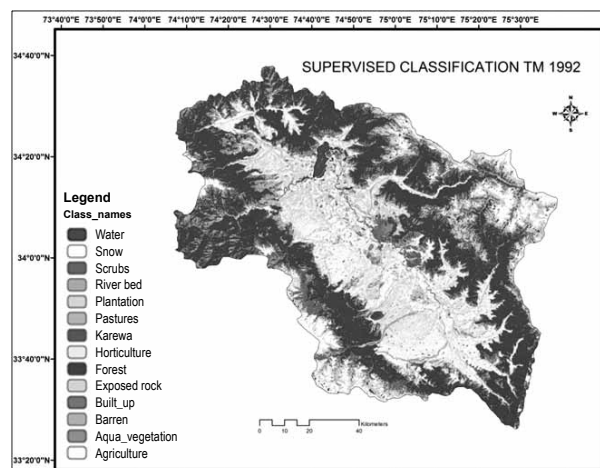 73°40'0"E 73°50'0"E 74°0'0"E 74°10'0"E 74°20'0"E 74°30'0"E 74°40'0"E 74°50'0"E 75°0'0"E 75°10'0"E 75°20'0"E 75°30'0"E
34°40'0"N
SUPERVISED CLASSIFICATION TM 1992
N
W E
S
34°20'0"N
Legend
Class_names
Water
Snow
Scrubs
River bed
Plantation
Pastures
Karewa
Horticulture
Forest
Exposed rock
Built_up
Barren
Aqua_vegetation
Agriculture
34°0'0"N
33°40'0"N
33°20'0"N
Kilometers
0 5 10 20 40